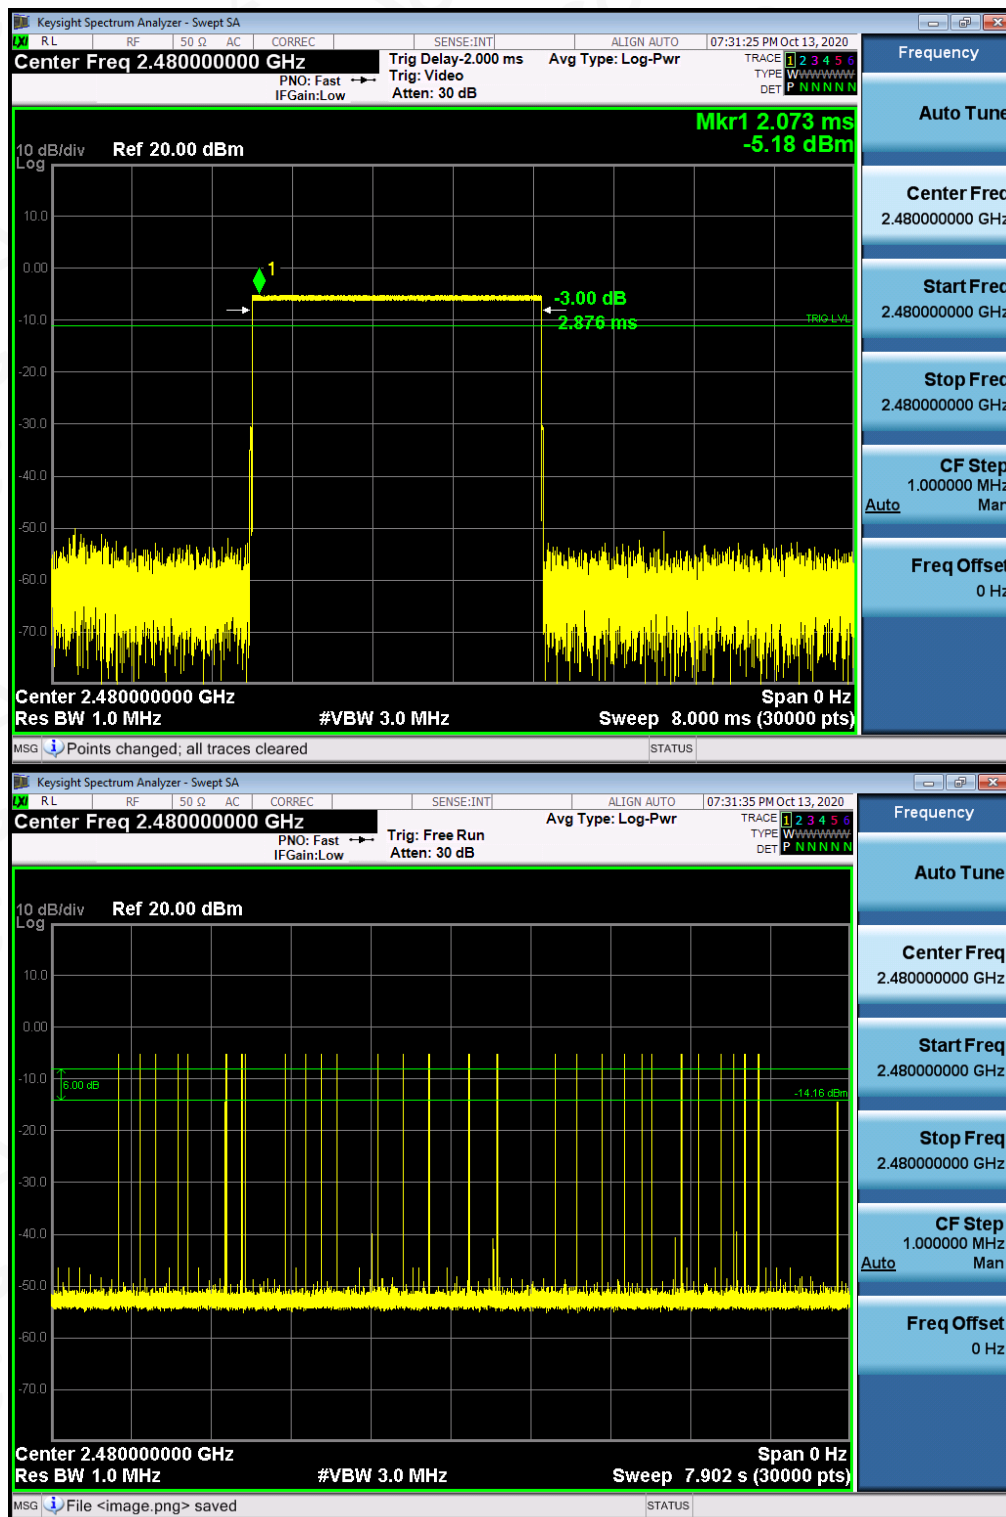 Keysight Spectrum Analyzer - Swept SA
LXI RL RF 50 Ω AC CORREC SENSE:INT ALIGN AUTO 07:31:25 PM Oct 13, 2020
Center Freq 2.480000000 GHz Trig Delay-2.000 ms Avg Type: Log-Pwr TRACE 1 2 3 4 5 6
PNO: Fast Trig: Video TYPE WWWWWW
IFGain:Low Atten: 30 dB DET P N N N N N
Mkr1 2.073 ms
-5.18 dBm
10 dB/div Ref 20.00 dBm
Log
10.0
0.00
1
-3.00 dB
-10.0
2.876 ms
TRIG LVL
-20.0
-30.0
-40.0
-50.0
-60.0
-70.0
Center 2.480000000 GHz Span 0 Hz
Res BW 1.0 MHz #VBW 3.0 MHz Sweep 8.000 ms (30000 pts)
MSG Points changed; all traces cleared STATUS
Frequency
Auto Tune
Center Freq
2.480000000 GHz
Start Freq
2.480000000 GHz
Stop Freq
2.480000000 GHz
CF Step
1.000000 MHz
Auto Man
Freq Offset
0 Hz
Keysight Spectrum Analyzer - Swept SA
LXI RL RF 50 Ω AC CORREC SENSE:INT ALIGN AUTO 07:31:35 PM Oct 13, 2020
Center Freq 2.480000000 GHz Avg Type: Log-Pwr TRACE 1 2 3 4 5 6
PNO: Fast Trig: Free Run TYPE WWWWWW
IFGain:Low Atten: 30 dB DET P N N N N N
10 dB/div Ref 20.00 dBm
Log
10.0
0.00
-10.0
6.00 dB
-14.16 dBm
-20.0
-30.0
-40.0
-50.0
-60.0
-70.0
Center 2.480000000 GHz Span 0 Hz
Res BW 1.0 MHz #VBW 3.0 MHz Sweep 7.902 s (30000 pts)
MSG File <image.png> saved STATUS
Frequency
Auto Tune
Center Freq
2.480000000 GHz
Start Freq
2.480000000 GHz
Stop Freq
2.480000000 GHz
CF Step
1.000000 MHz
Auto Man
Freq Offset
0 Hz